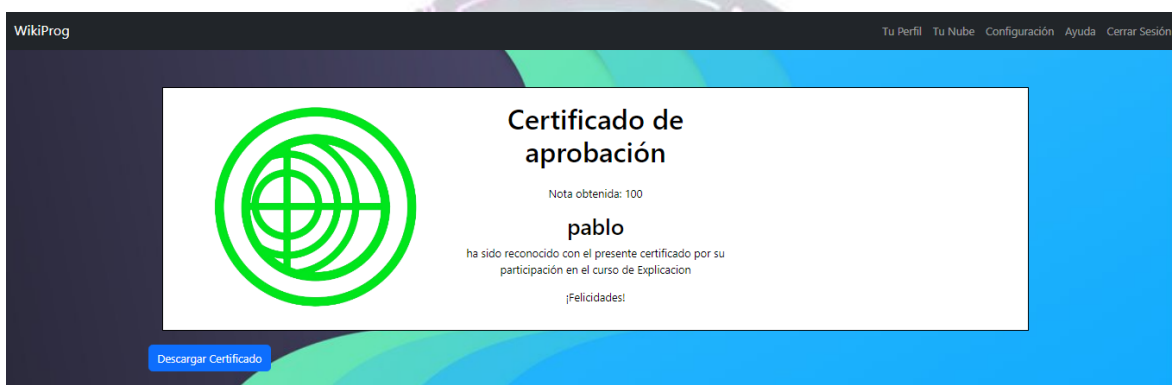 WikiProg
Tu Perfil Tu Nube Configuración Ayuda Cerrar Sesión
Certificado de
aprobación
Nota obtenida: 100
pablo
ha sido reconocido con el presente certificado por su
participación en el curso de Explicacion
¡Felicidades!
Descargar Certificado